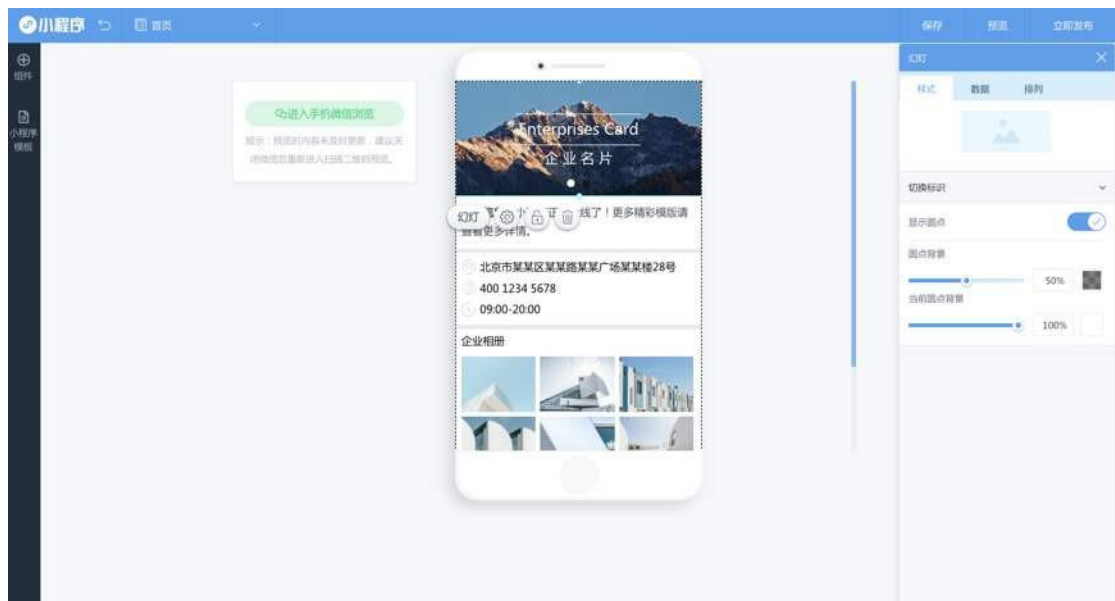 小程序
首页
保存
预览
立即发布
组件
小程序
模板
进入手机微信浏览
提示：预览时内容未及时更新，建议关
闭微信后重新进入扫描二维码预览。
Enterprises Card
企业名片
幻灯
线了！更多精彩模版请
查看更多详情。
北京市某某区某某路某某广场某某楼28号
400 1234 5678
09:00-20:00
企业相册
幻灯
样式
数据
排列
切换标识
显示圆点
圆点背景
50%
当前圆点背景
100%